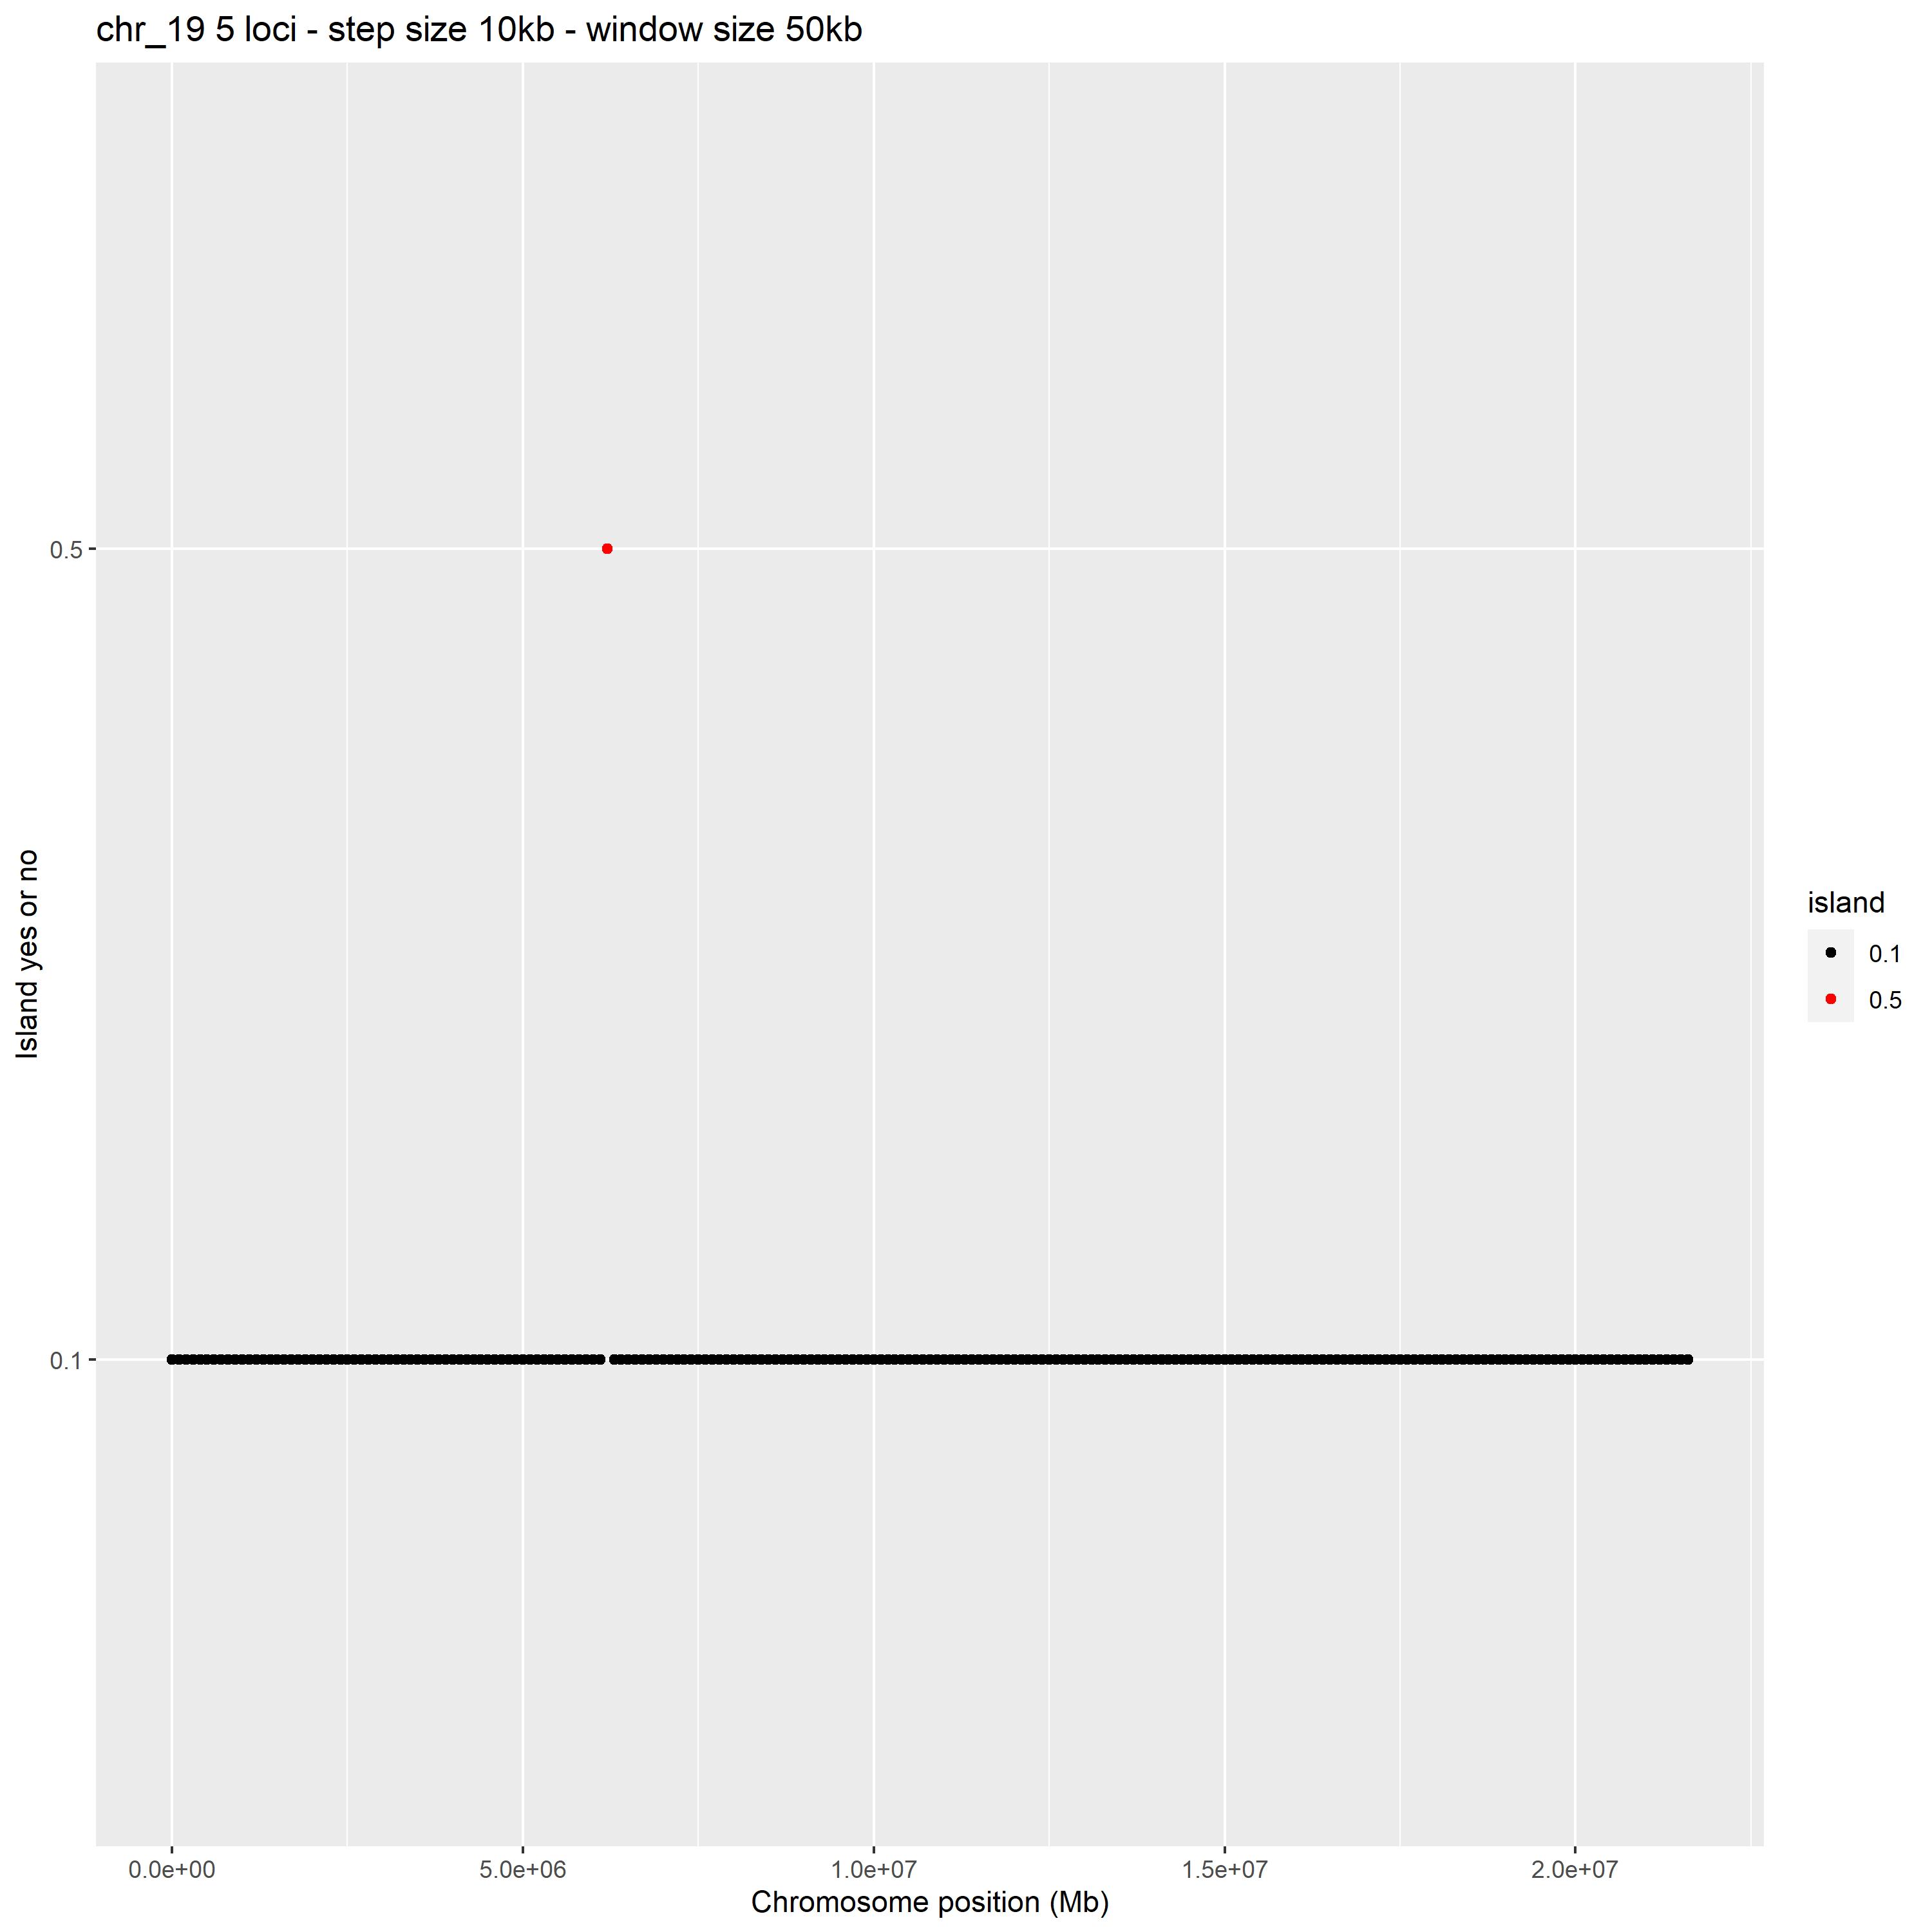 chr_19 5 loci - step size 10kb - window size 50kb
Island yes or no
0.5
0.1
0.0e+00
5.0e+06
1.0e+07
1.5e+07
2.0e+07
Chromosome position (Mb)
island
0.1
0.5